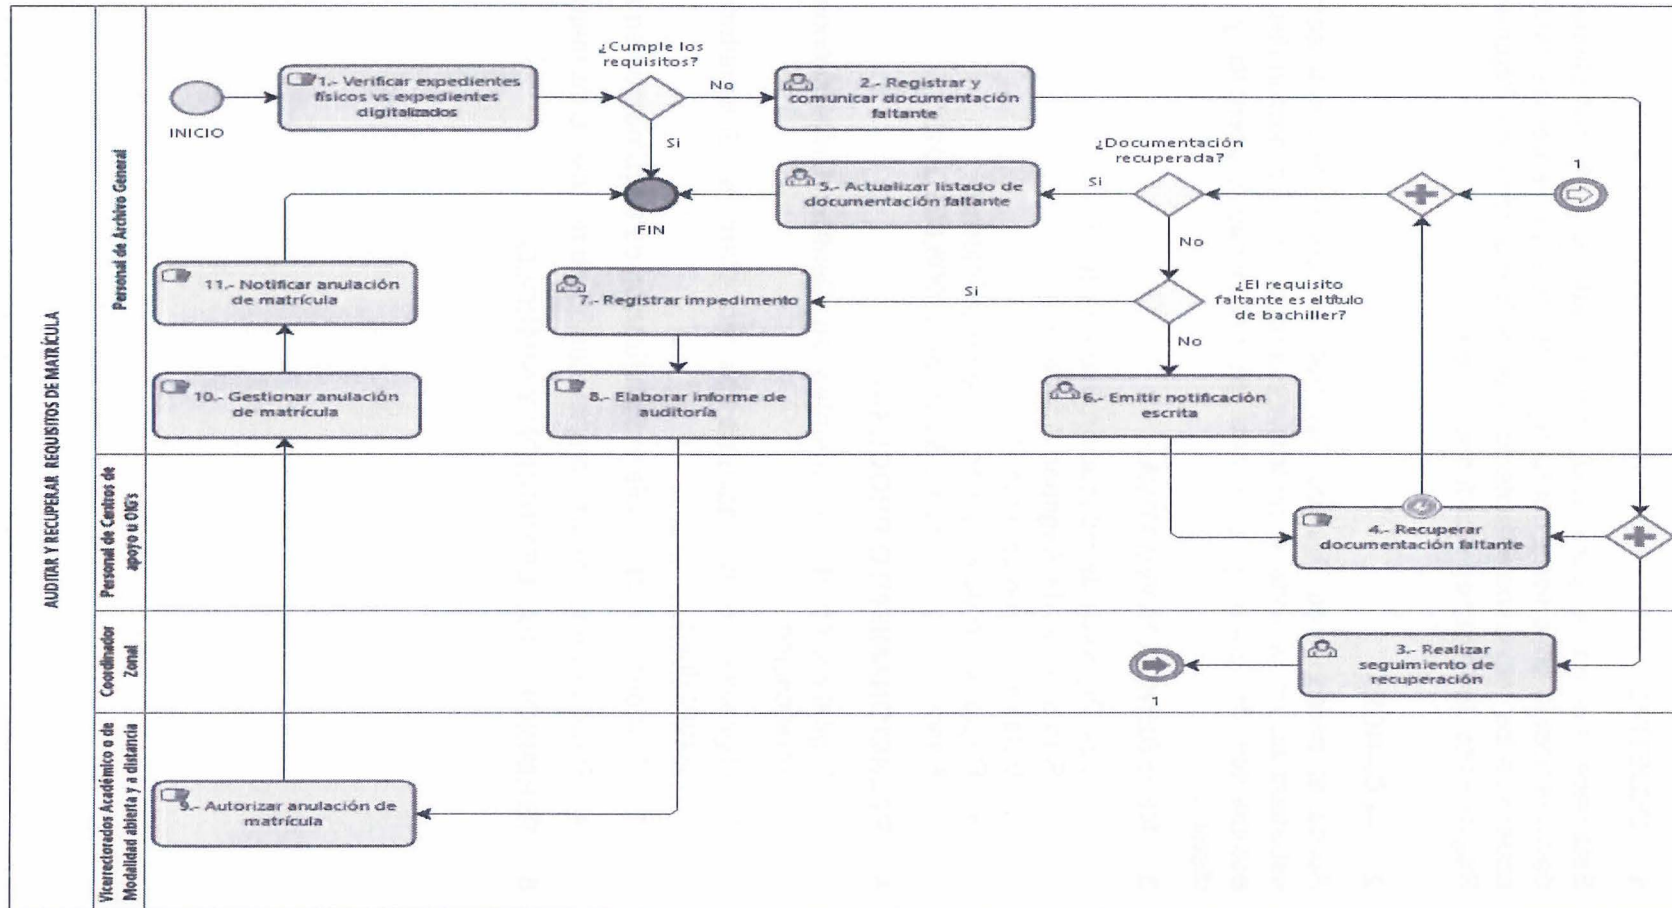 AUDITAR Y RECUPERAR REQUISITOS DE MATRÍCULA
Personal de Archivo General
¿Cumple los
requisitos?
INICIO
1.- Verificar expedientes
físicos vs expedientes
digitalizados
No
2.- Registrar y
comunicar documentación
faltante
Si
¿Documentación
recuperada?
1
5.- Actualizar listado de
documentación faltante
Si
FIN
No
11.- Notificar anulación
de matrícula
7.- Registrar impedimento
Si
¿El requisito
faltante es el título
de bachiller?
No
10.- Gestionar anulación
de matrícula
8.- Elaborar informe de
auditoría
6.- Emitir notificación
escrita
Personal de Centros de
apoyo u OIG's
4.- Recuperar
documentación faltante
Coordinador
Zonal
3.- Realizar
seguimiento de
recuperación
1
Vicerrectorados Académico o de
Modalidad abierta y a distancia
9.- Autorizar anulación de
matrícula